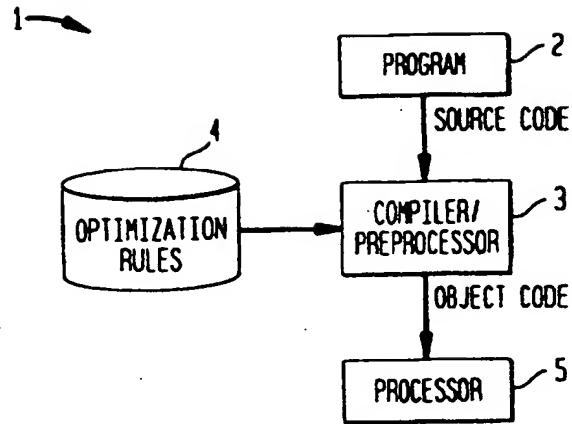 1
PROGRAM
2
SOURCE CODE
4
OPTIMIZATION
RULES
COMPILER/
PREPROCESSOR
3
OBJECT CODE
PROCESSOR
5